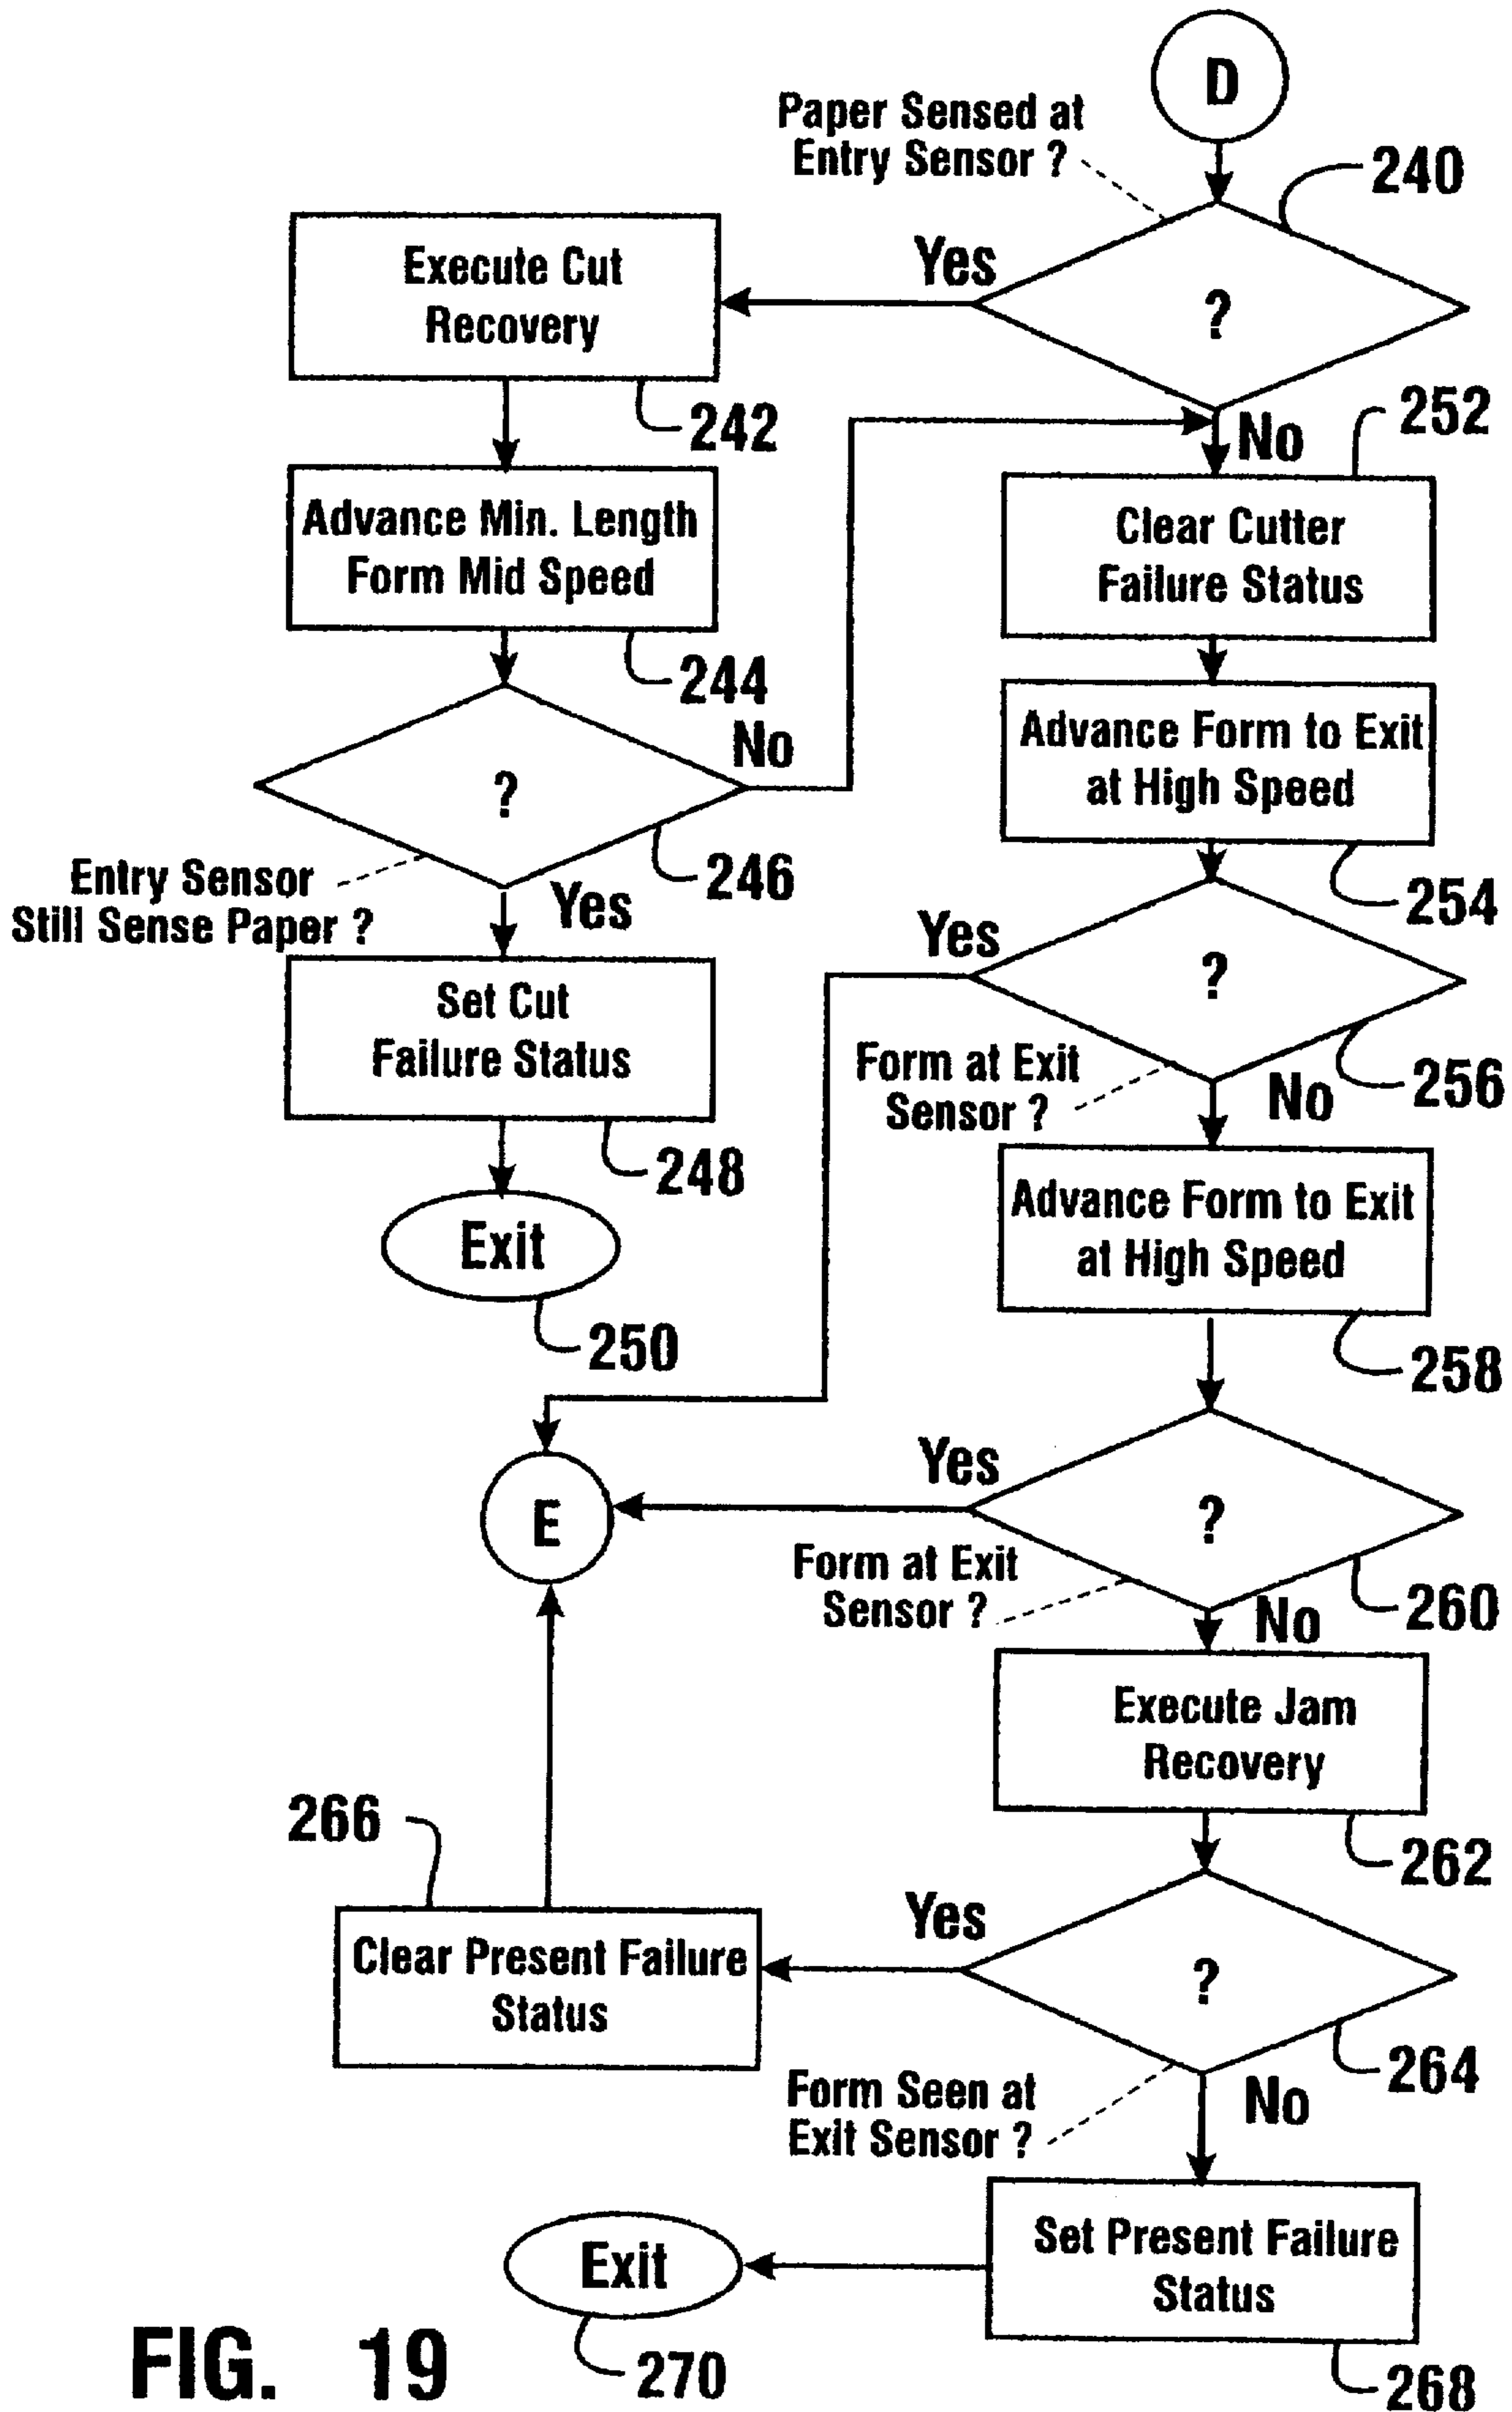 D
Paper Sensed at
Entry Sensor ?
240
?
Yes
Execute Cut
Recovery
242
No
252
Advance Min. Length
Form Mid Speed
244
Clear Cutter
Failure Status
No
?
246
Entry Sensor
Still Sense Paper ?
Yes
Advance Form to Exit
at High Speed
254
Set Cut
Failure Status
248
Exit
250
Yes
?
256
Form at Exit
Sensor ?
No
Advance Form to Exit
at High Speed
258
Yes
?
E
Form at Exit
Sensor ?
260
No
Execute Jam
Recovery
262
266
Clear Present Failure
Status
Yes
?
264
Form Seen at
Exit Sensor ?
No
Set Present Failure
Status
268
Exit
270
FIG. 19